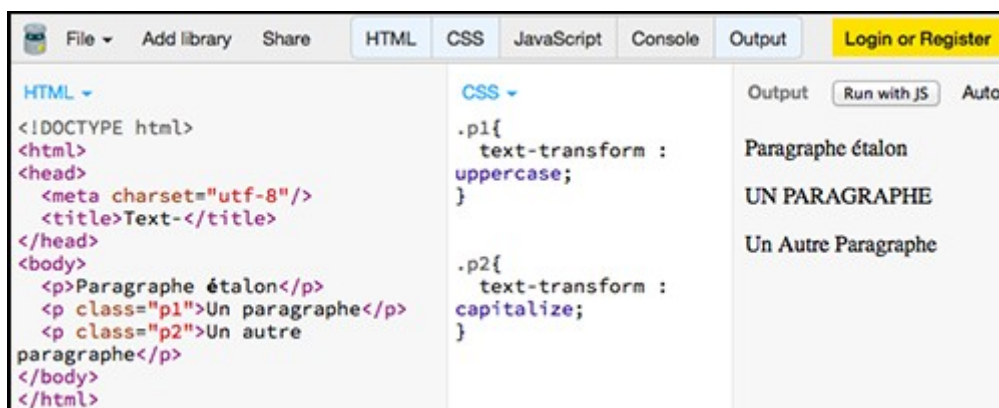 File Add library Share HTML CSS JavaScript Console Output Login or Register
HTML
<!DOCTYPE html>
<html>
<head>
<meta charset="utf-8"/>
<title>Text-</title>
</head>
<body>
<p>Paragraphe étalon</p>
<p class="p1">Un paragraphe</p>
<p class="p2">Un autre
paragraphe</p>
</body>
</html>
CSS
.p1{
text-transform :
uppercase;
}
.p2{
text-transform :
capitalize;
}
Output Run with JS Auto
Paragraphe étalon
UN PARAGRAPHE
Un Autre Paragraphe